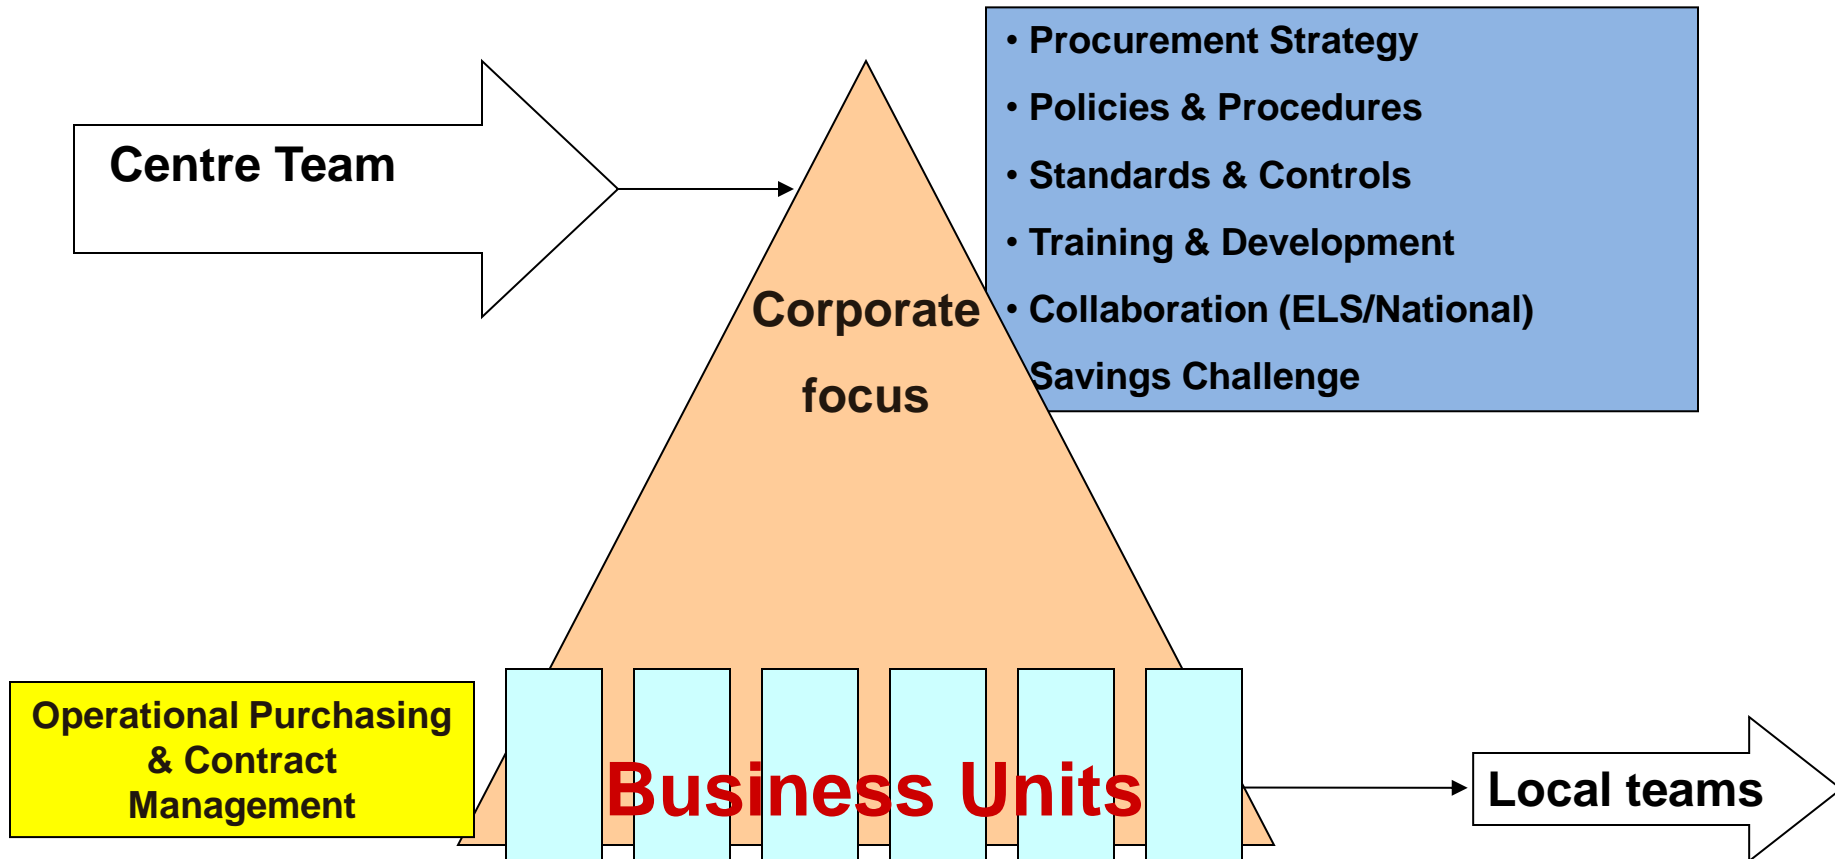 Centre Team
• Procurement Strategy
• Policies & Procedures
• Standards & Controls
• Training & Development
• Collaboration (ELS/National)
Savings Challenge
Corporate
focus
Operational Purchasing
& Contract
Management
Business Units
Local teams